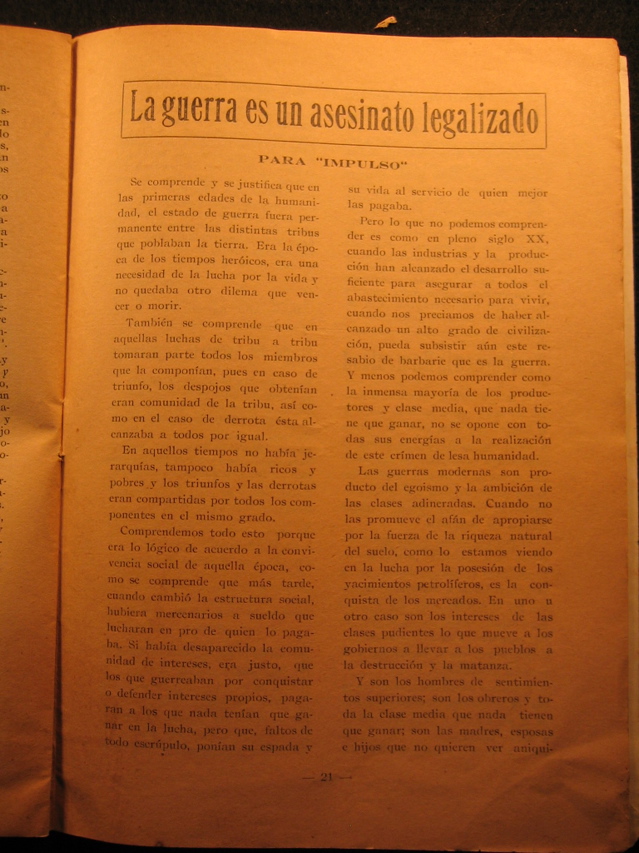 La guerra es un asesinato legalizado
PARA "IMPULSO"
Se comprende y se justifica que en
las primeras edades de la humani-
dad, el estado de guerra fuera per-
manente entre las distintas tribus
que poblaban la tierra. Era la épo-
ca de los tiempos heróicos, era una
necesidad de la lucha por la vida y
no quedaba otro dilema que ven-
cer o morir.
También se comprende que en
aquellas luchas de tribu a tribu
tomaran parte todos los miembros
que la componían, pues en caso de
triunfo, los despojos que obtenían
eran comunidad de la tribu, así co-
mo en el caso de derrota ésta al-
canzaba a todos por igual.
En aquellos tiempos no había je-
rarquías, tampoco había ricos y
pobres y los triunfos y las derrotas
eran compartidas por todos los com-
ponentes en el mismo grado.
Comprendemos todo esto porque
era lo lógico de acuerdo a la convi-
vencia social de aquella época, co-
mo se comprende que más tarde,
cuando cambió la estructura social,
hubiera mercenarios a sueldo que
lucharan en pro de quien lo paga-
ba. Si había desaparecido la comu-
nidad de intereses, era justo, que
los que guerreaban por conquistar
o defender intereses propios, paga-
ran a los que nada tenían que ga-
nar en la lucha, pero que, faltos de
todo escrúpulo, ponían su espada y
su vida al servicio de quien mejor
las pagaba.
Pero lo que no podemos compren-
der es como en pleno siglo XX,
cuando las industrias y la produc-
ción han alcanzado el desarrollo su-
ficiente para asegurar a todos el
abastecimiento necesario para vivir,
cuando nos preciamos de haber al-
canzado un alto grado de civiliza-
ción, pueda subsistir aún este re-
sabio de barbarie que es la guerra.
Y menos podemos comprender como
la inmensa mayoría de los produc-
tores y clase media, que nada tie-
ne que ganar, no se opone con to-
das sus energías a la realización
de este crimen de lesa humanidad.
Las guerras modernas son pro-
ducto del egoismo y la ambición de
las clases adineradas. Cuando no
las promueve el afán de apropiarse
por la fuerza de la riqueza natural
del suelo, como lo estamos viendo
en la lucha por la posesión de los
yacimientos petrolíferos, es la con-
quista de los mercados. En uno u
otro caso son los intereses de las
clases pudientes lo que mueve a los
gobiernos a llevar a los pueblos a
la destrucción y la matanza.
Y son los hombres de sentimien-
tos superiores; son los obreros y to-
da la clase media que nada tienen
que ganar; son las madres, esposas
e hijos que no quieren ver aniqui-
— 21 —